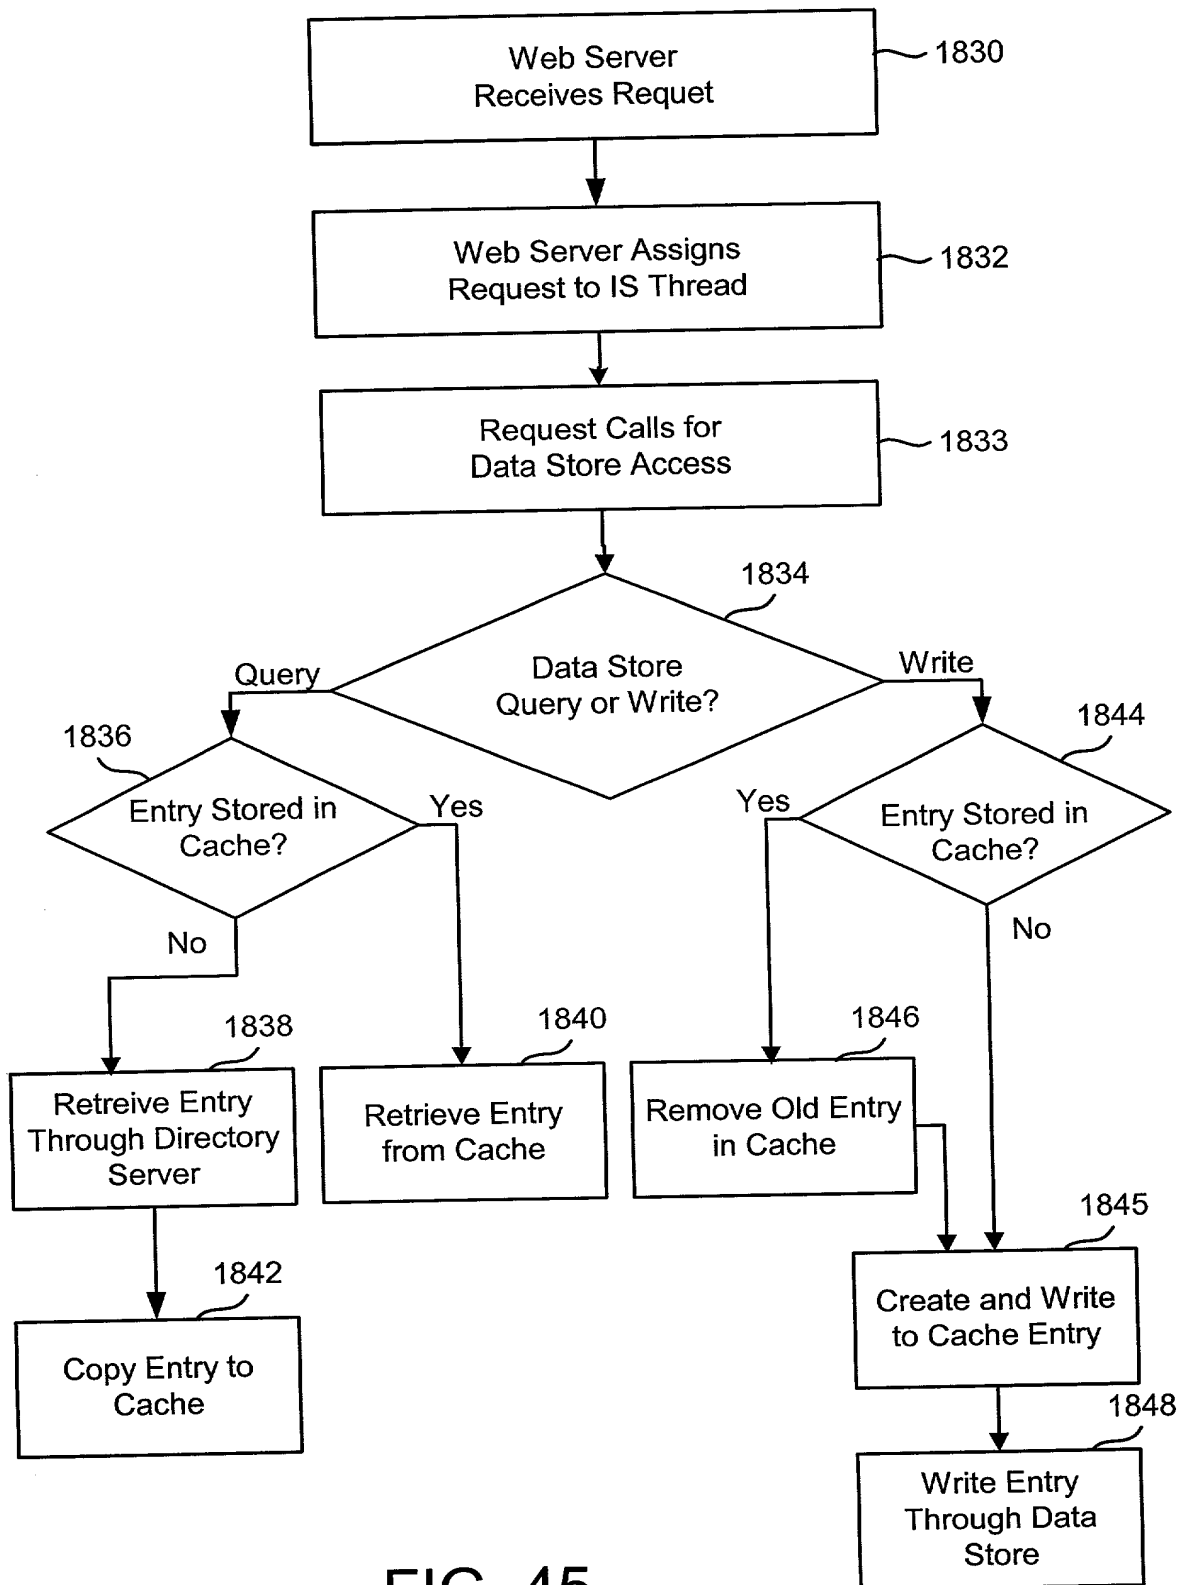 Web Server
Receives Requet
1830
Web Server Assigns
Request to IS Thread
1832
Request Calls for
Data Store Access
1833
1834
Data Store
Query or Write?
Query
Write
1836
Entry Stored in
Cache?
Yes
No
1844
Entry Stored in
Cache?
Yes
No
1838
Retreive Entry
Through Directory
Server
1840
Retrieve Entry
from Cache
1846
Remove Old Entry
in Cache
1842
Copy Entry to
Cache
1845
Create and Write
to Cache Entry
1848
Write Entry
Through Data
Store
FIG. 45